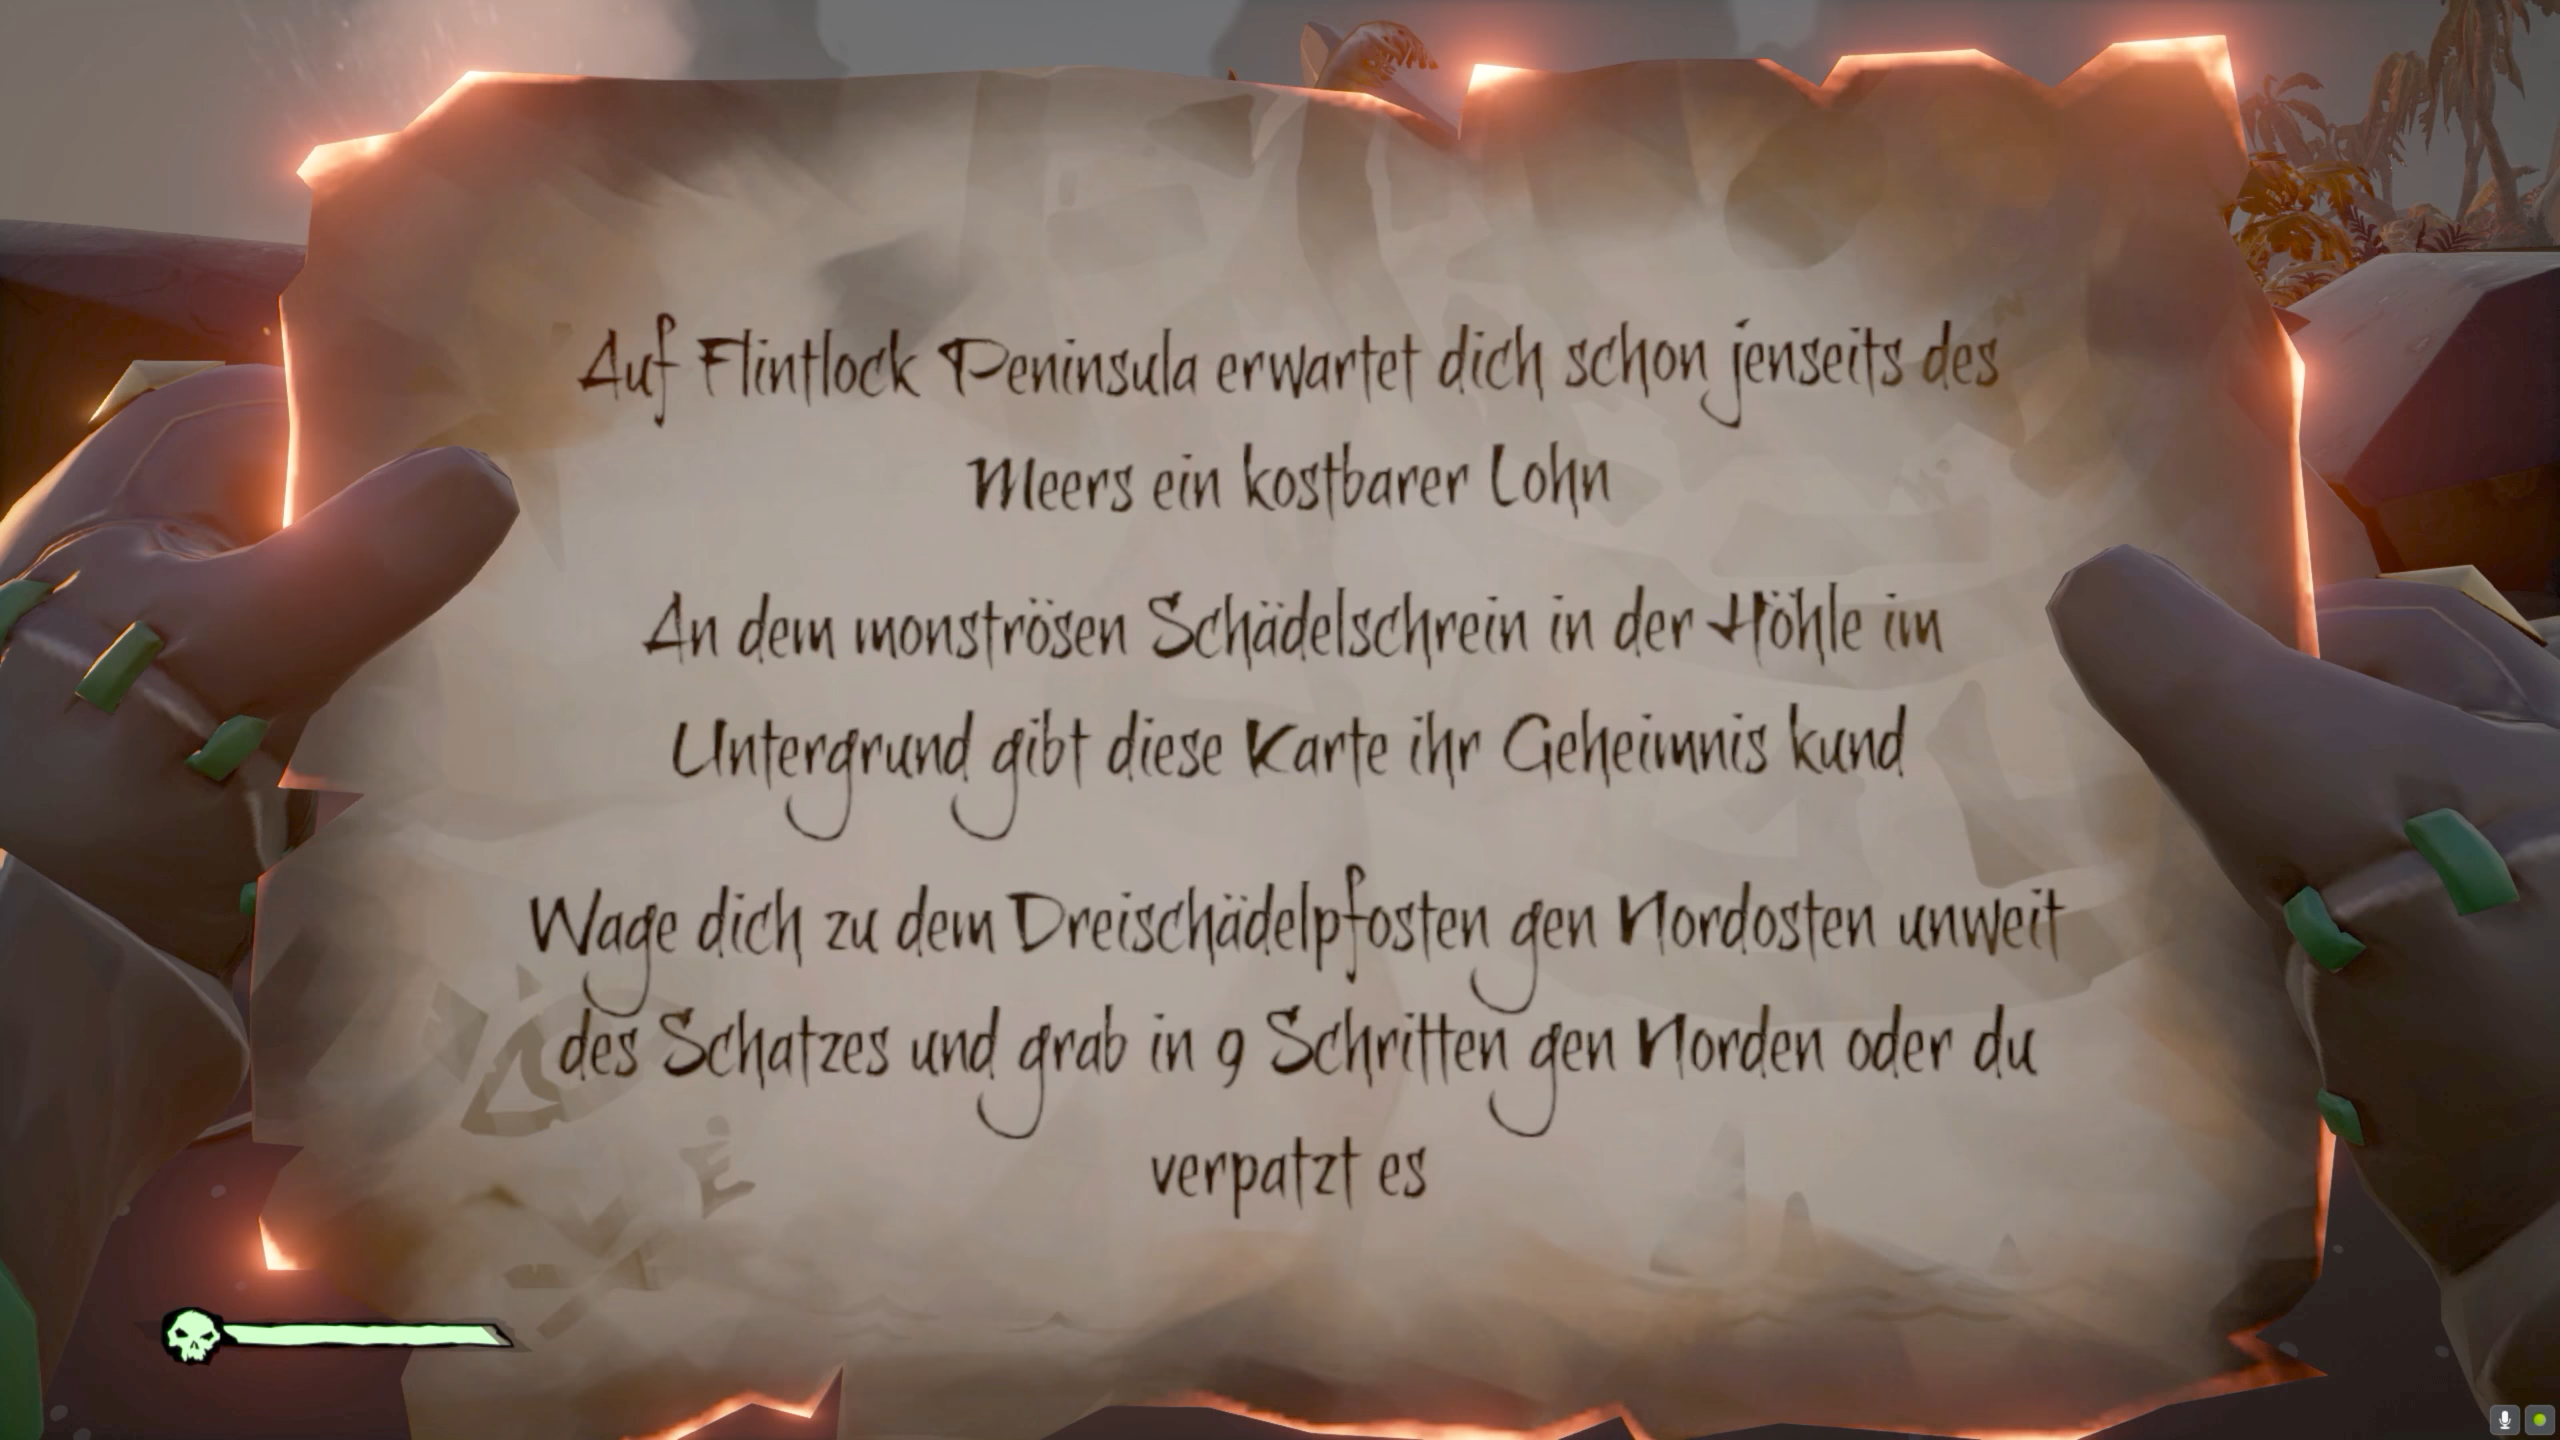 Auf Flintlock Peninsula erwartet dich schon jenseits des
Meers ein kostbarer Lohn
An dem monströsen Schädelschrein in der Höhle im
Untergrund gibt diese Karte ihr Geheimnis kund
Wage dich zu dem Dreischädelpfosten gen Nordosten unweit
des Schatzes und grab in 9 Schritten gen Norden oder du
verpatzt es